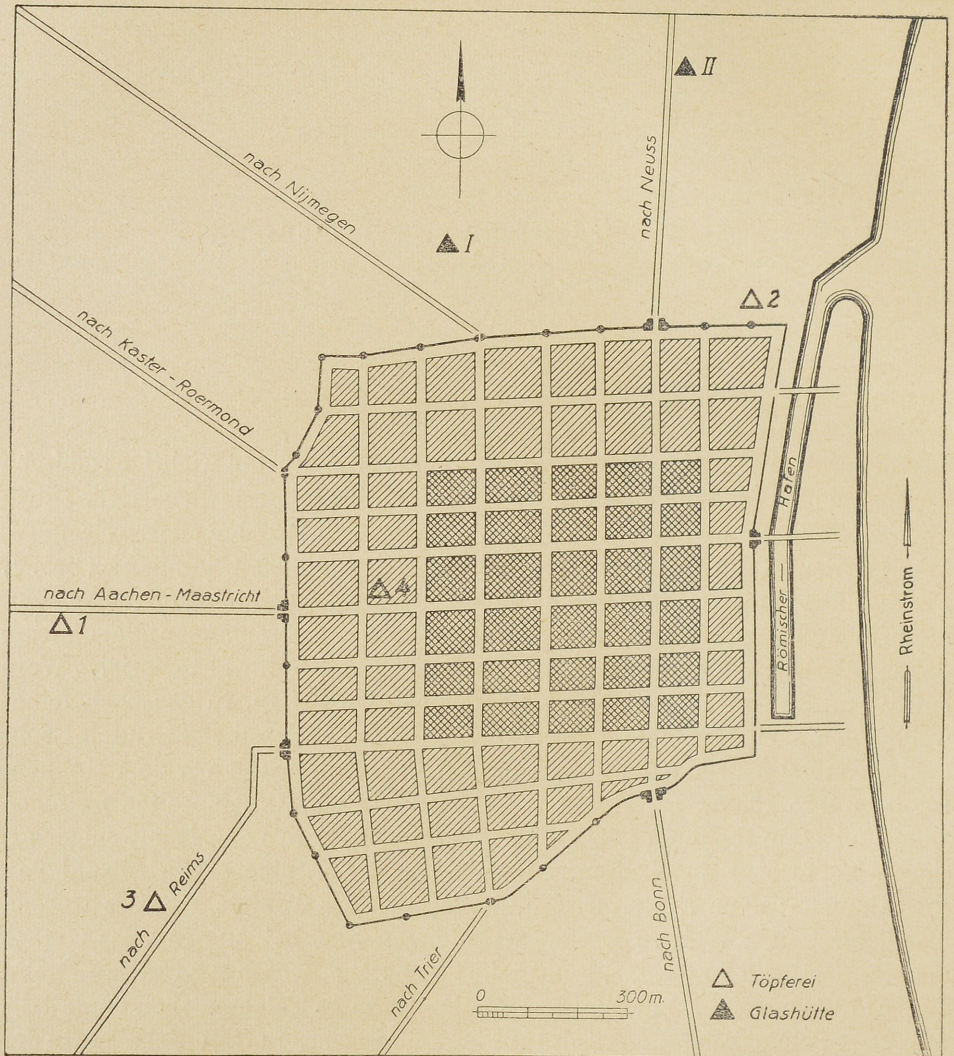 II
nach Neuss
nach Nijmegen
I
2
nach Kaster - Roermond
Römischer — Hafen
nach Aachen - Maastricht
1
4
Rheinstrom
3
nach Reims
nach Trier
nach Bonn
0 300 m.
Töpferei
Glashütte